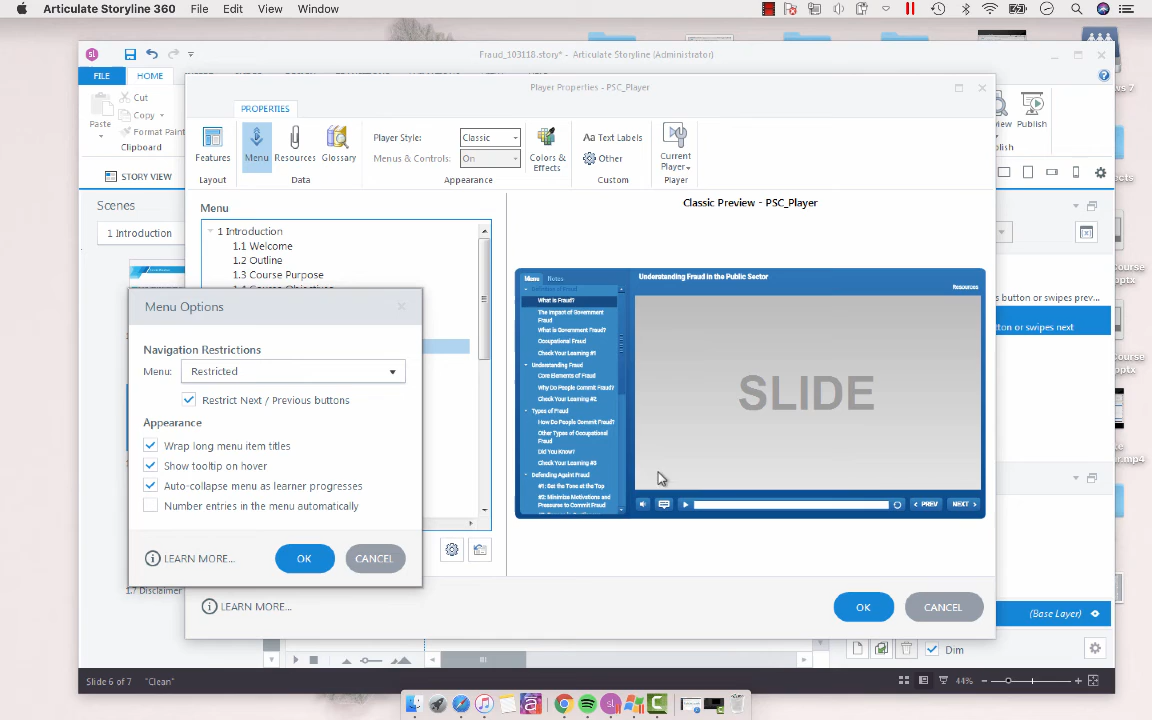 Articulate Storyline 360 File Edit View Window
Fraud_103118.story* - Articulate Storyline (Administrator)
FILE HOME
Cut
Copy
Format Paint
Paste
Clipboard
STORY VIEW
Scenes
1 Introduction
Player Properties - PSC_Player
PROPERTIES
Features
Menu
Resources
Glossary
Layout
Data
Player Style: Classic
Menus & Controls: On
Colors & Effects
Appearance
Aa Text Labels
Other
Custom
Current Player
Player
Publish
Menu
1 Introduction
1.1 Welcome
1.2 Outline
1.3 Course Purpose
Menu Options
Navigation Restrictions
Menu: Restricted
Restrict Next / Previous buttons
Appearance
Wrap long menu item titles
Show tooltip on hover
Auto-collapse menu as learner progresses
Number entries in the menu automatically
LEARN MORE...
OK
CANCEL
1.7 Disclaimer
Classic Preview - PSC_Player
Menu Notes
Understanding Fraud in the Public Sector
Resources
Definition of Fraud
What is Fraud?
The Impact of Government
Fraud
What is Government Fraud?
Occupational Fraud
Check Your Learning #1
Understanding Fraud
Core Elements of Fraud
Why Do People Commit Fraud?
Check Your Learning #2
Types of Fraud
How Do People Commit Fraud?
Other Types of Occupational
Fraud
Did You Know?
Check Your Learning #3
Defending Against Fraud
#1: Set the Tone at the Top
#2: Minimize Motivations and
Pressures to Commit Fraud
SLIDE
PREV
NEXT
LEARN MORE...
OK
CANCEL
s button or swipes prev...
ton or swipes next
(Base Layer)
Dim
Slide 6 of 7 "Clean"
44%